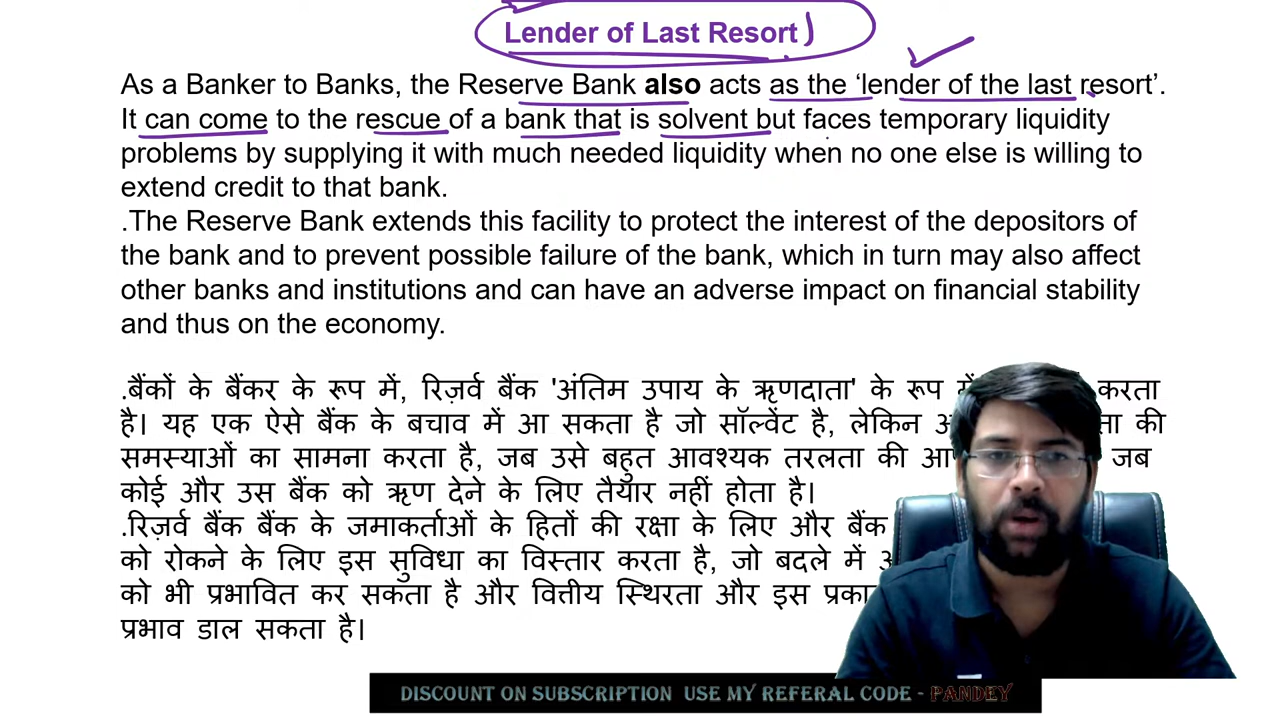 Lender of Last Resort
As a Banker to Banks, the Reserve Bank also acts as the ‘lender of the last resort’.
It can come to the rescue of a bank that is solvent but faces temporary liquidity
problems by supplying it with much needed liquidity when no one else is willing to
extend credit to that bank.
.The Reserve Bank extends this facility to protect the interest of the depositors of
the bank and to prevent possible failure of the bank, which in turn may also affect
other banks and institutions and can have an adverse impact on financial stability
and thus on the economy.
.बैंकों के बैंकर के रूप में, रिज़र्व बैंक 'अंतिम उपाय के ऋणदाता' के रूप में करता
है। यह एक ऐसे बैंक के बचाव में आ सकता है जो सॉल्वेंट है, लेकिन की
समस्याओं का सामना करता है, जब उसे बहुत आवश्यक तरलता की जब
कोई और उस बैंक को ऋण देने के लिए तैयार नहीं होता है।
.रिज़र्व बैंक बैंक के जमाकर्ताओं के हितों की रक्षा के लिए और बैंक
को रोकने के लिए इस सुविधा का विस्तार करता है, जो बदले में
को भी प्रभावित कर सकता है और वित्तीय स्थिरता और इस
प्रभाव डाल सकता है।
DISCOUNT ON SUBSCRIPTION USE MY REFERAL CODE - PANDEY